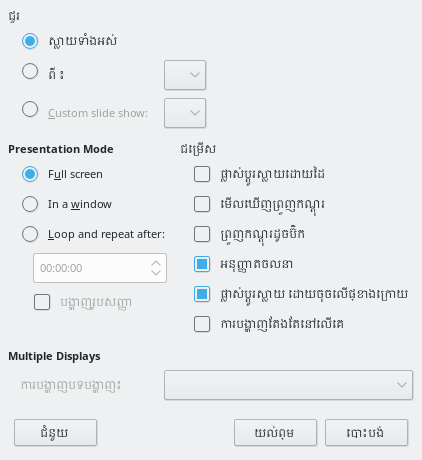 ជួរ
ស្លាយទាំងអស់
ពី ៖
Custom slide show:
Presentation Mode
ជម្រើស
Full screen
ផ្លាស់ប្ដូរស្លាយដោយដៃ
In a window
មើលឃើញព្រួញកណ្ដុរ
Loop and repeat after:
ព្រួញកណ្ដុរដូចប៊ិក
00:00:00
អនុញ្ញាតចលនា
បង្ហាញរូបសញ្ញា
ផ្លាស់ប្ដូរស្លាយ ដោយចុចលើផ្ទុខាងក្រោយ
ការបង្ហាញតែងតែនៅលើគេ
Multiple Displays
ការបង្ហាញបទបង្ហាញ៖
ជំនួយ
យល់ព្រម
បោះបង់